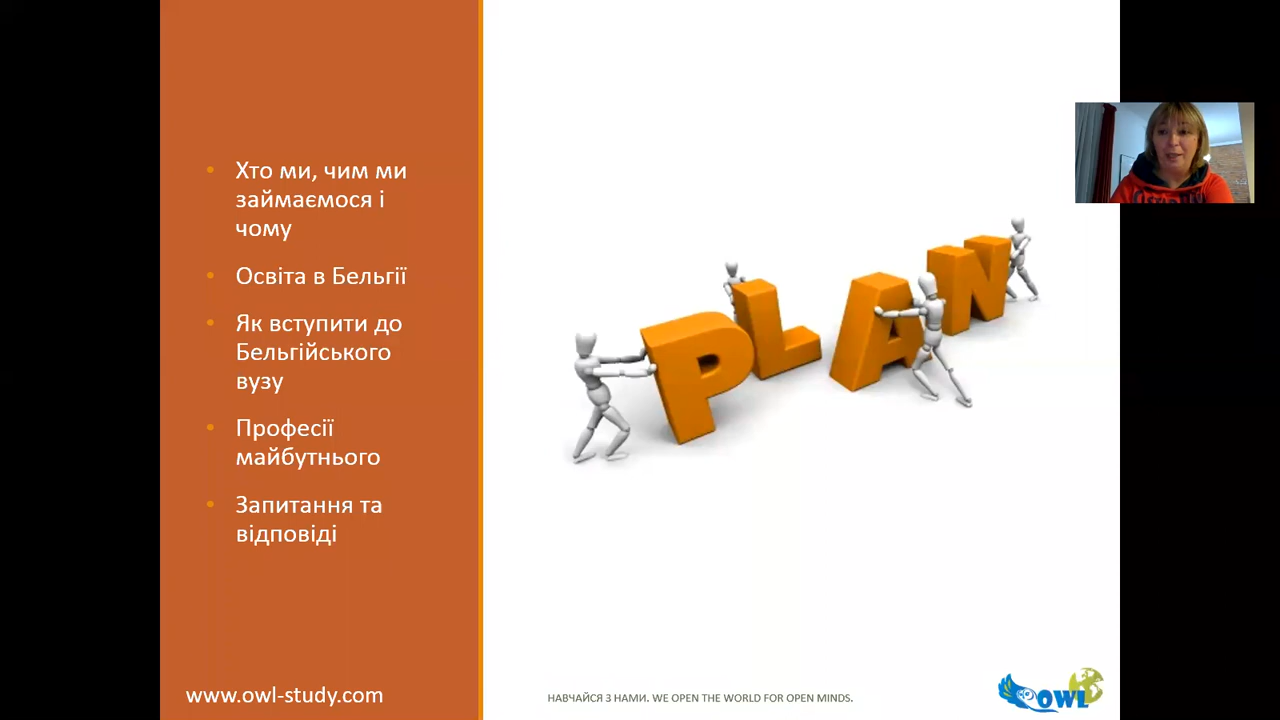 Хто ми, чим ми
займаємося і
чому
Освіта в Бельгії
Як вступити до
Бельгійського
вузу
Професії
майбутнього
Запитання та
відповіді
www.owl-study.com
PLAN
НАВЧАЙСЯ З НАМИ. WE OPEN THE WORLD FOR OPEN MINDS.
OWL